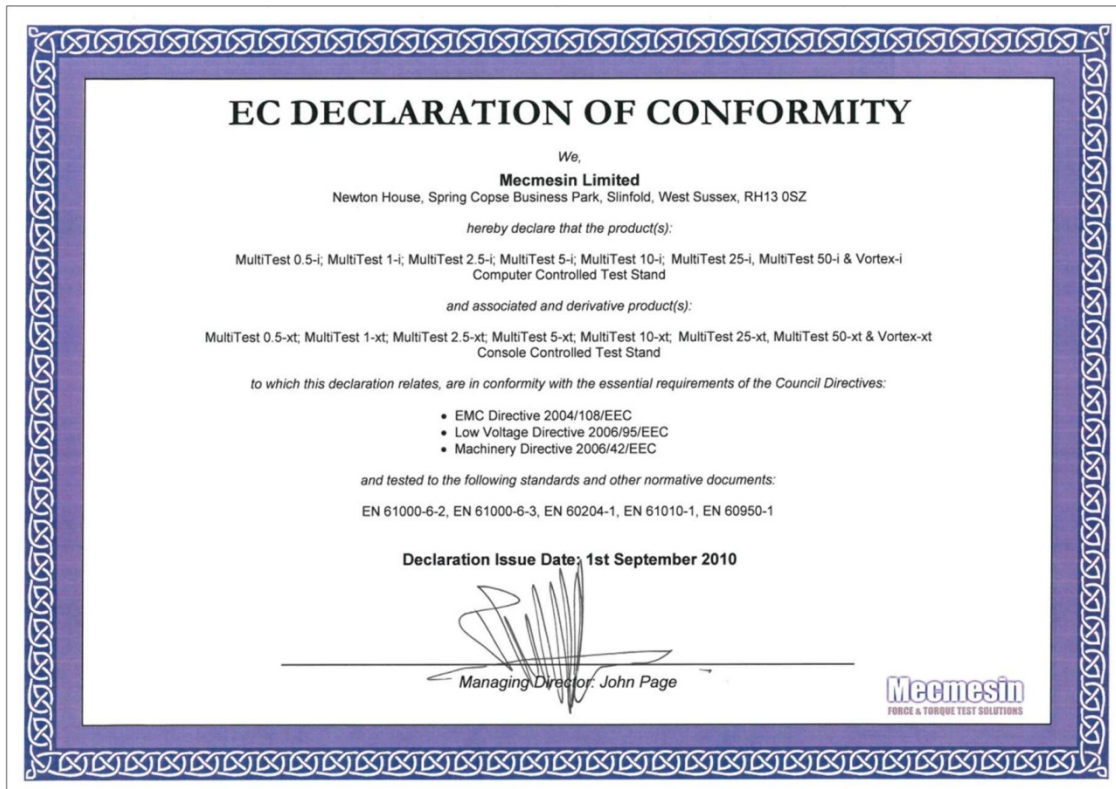 EC DECLARATION OF CONFORMITY
We,
Mecmesin Limited
Newton House, Spring Copse Business Park, Slinfold, West Sussex, RH13 0SZ
hereby declare that the product(s):
MultiTest 0.5-i; MultiTest 1-i; MultiTest 2.5-i; MultiTest 5-i; MultiTest 10-i; MultiTest 25-i, MultiTest 50-i & Vortex-i
Computer Controlled Test Stand
and associated and derivative product(s):
MultiTest 0.5-xt; MultiTest 1-xt; MultiTest 2.5-xt; MultiTest 5-xt; MultiTest 10-xt; MultiTest 25-xt, MultiTest 50-xt & Vortex-xt
Console Controlled Test Stand
to which this declaration relates, are in conformity with the essential requirements of the Council Directives:
• EMC Directive 2004/108/EEC
• Low Voltage Directive 2006/95/EEC
• Machinery Directive 2006/42/EEC
and tested to the following standards and other normative documents:
EN 61000-6-2, EN 61000-6-3, EN 60204-1, EN 61010-1, EN 60950-1
Declaration Issue Date: 1st September 2010
Managing Director: John Page
Mecmesin
FORCE & TORQUE TEST SOLUTIONS